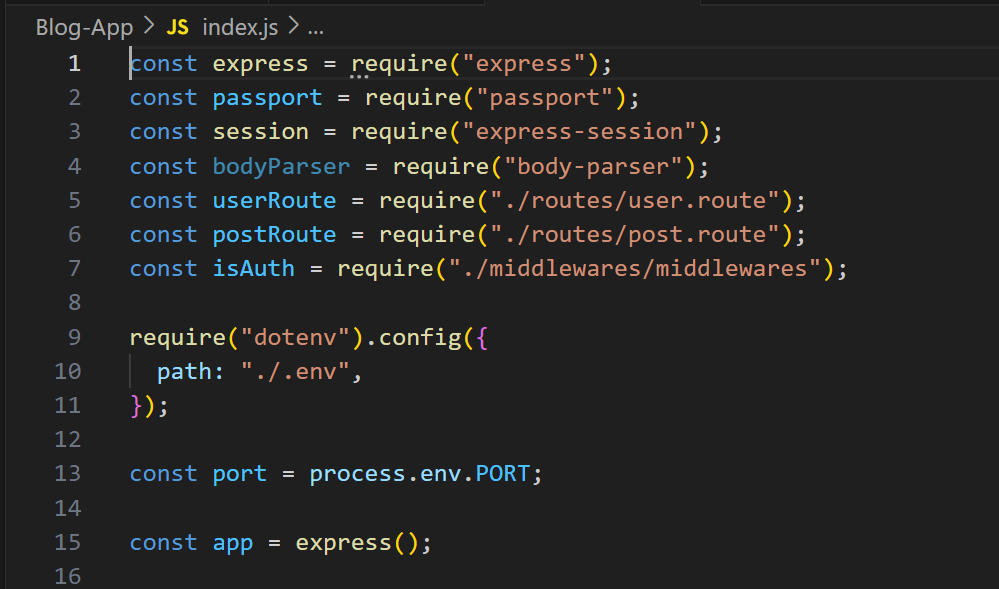 Blog-App > JS index.js > ...
1 const express = require("express");
2 const passport = require("passport");
3 const session = require("express-session");
4 const bodyParser = require("body-parser");
5 const userRoute = require("./routes/user.route");
6 const postRoute = require("./routes/post.route");
7 const isAuth = require("./middlewares/middlewares");
8
9 require("dotenv").config({
10   path: "./.env",
11 });
12
13 const port = process.env.PORT;
14
15 const app = express();
16